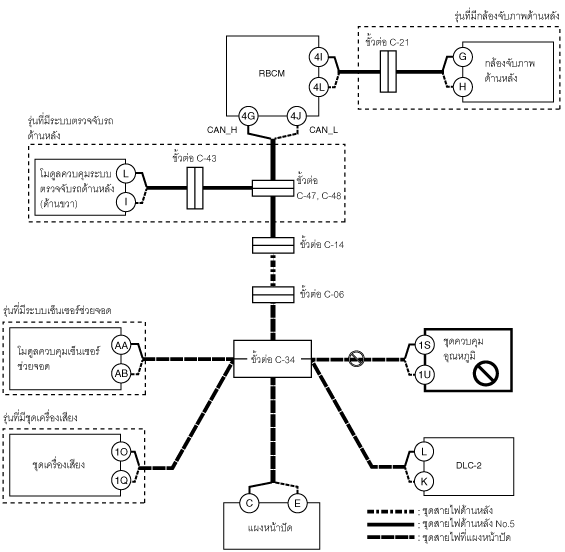 รุ่นที่มีกล้องจับภาพด้านหลัง
ขั้วต่อ C-21
RBCM
4I
4L
G
H
กล้องจับภาพ
ด้านหลัง
4G
4J
CAN_H
CAN_L
รุ่นที่มีระบบตรวจจับรถ
ด้านหลัง
ขั้วต่อ C-43
โมดูลควบคุมระบบ
ตรวจจับรถด้านหลัง
(ด้านขวา)
L
I
ขั้วต่อ
C-47, C-48
ขั้วต่อ C-14
ขั้วต่อ C-06
รุ่นที่มีระบบเซ็นเซอร์ช่วยจอด
โมดูลควบคุมเซ็นเซอร์
ช่วยจอด
AA
AB
ขั้วต่อ C-34
1S
1U
ชุดควบคุม
อุณหภูมิ
รุ่นที่มีชุดเครื่องเสียง
ชุดเครื่องเสียง
1O
1Q
L
K
DLC-2
C
E
แผงหน้าปัด
: ชุดสายไฟด้านหลัง
: ชุดสายไฟด้านหลัง No.5
: ชุดสายไฟที่แผงหน้าปัด